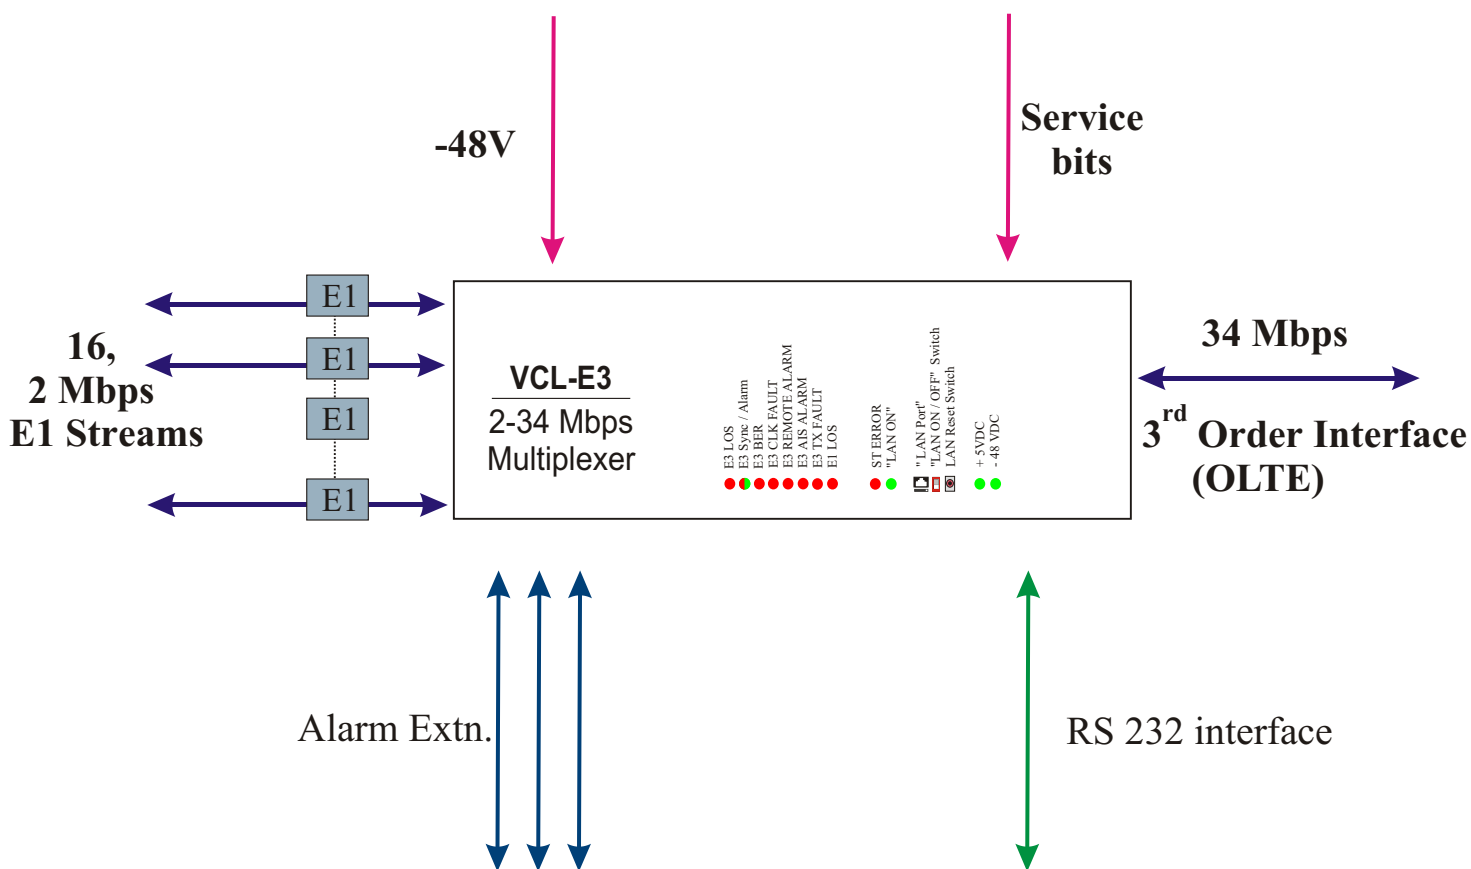 -48V
Service
bits
E1
E1
E1
E1
16,
2 Mbps
E1 Streams
VCL-E3
2-34 Mbps
Multiplexer
E3 LOS
E3 Sync / Alarm
E3 BER
E3 CLK FAULT
E3 REMOTE ALARM
E3 AIS ALARM
E3 TX FAULT
E1 LOS
ST ERROR
"LAN ON"
" LAN Port"
"LAN ON / OFF" Switch
LAN Reset Switch
+ 5VDC
- 48 VDC
34 Mbps
3rd Order Interface
(OLTE)
Alarm Extn.
RS 232 interface